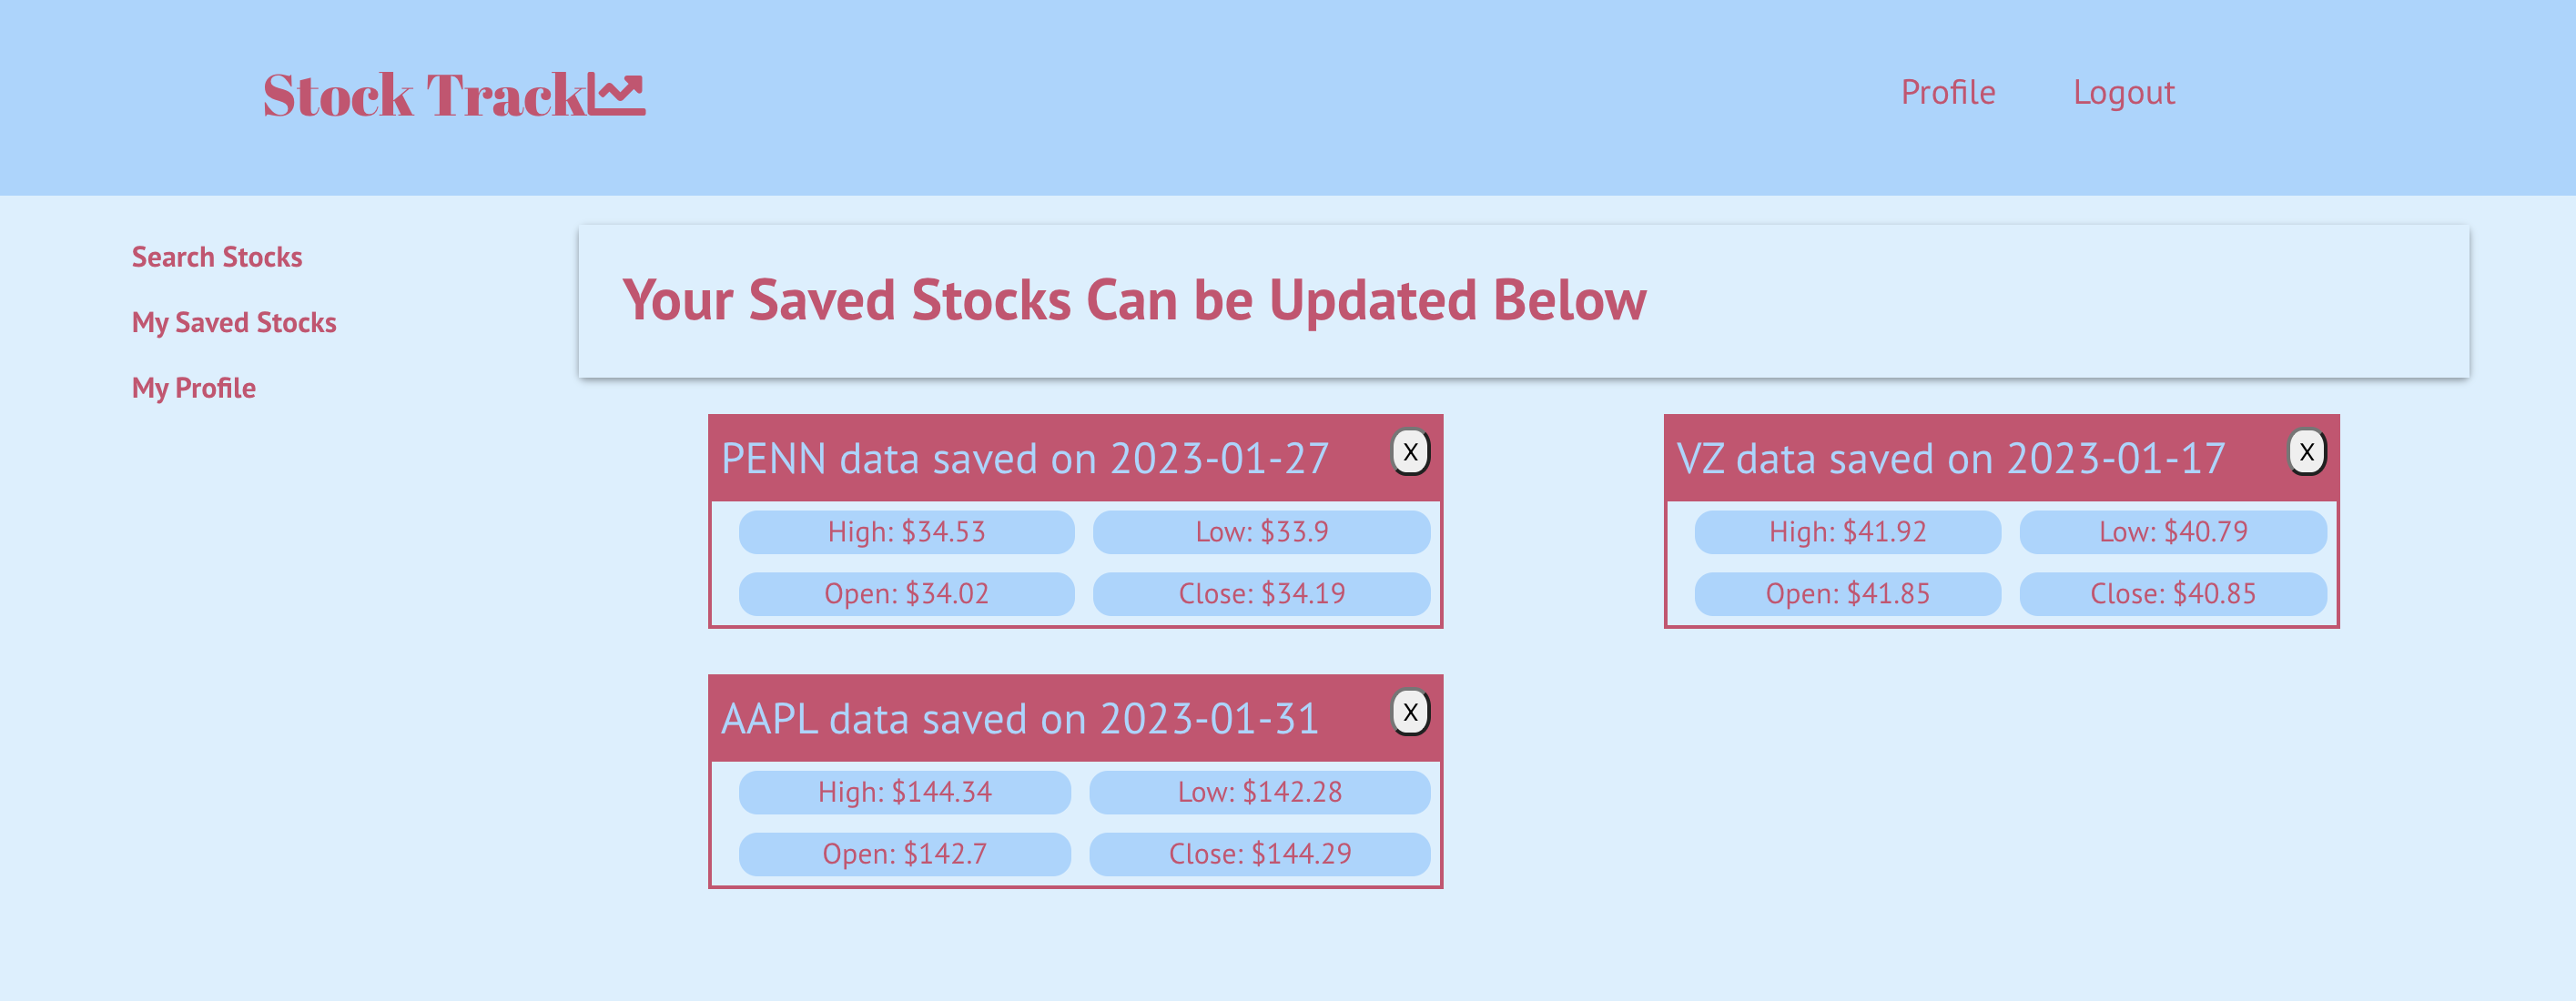 Stock Track
Profile
Logout
Search Stocks
My Saved Stocks
My Profile
Your Saved Stocks Can be Updated Below
PENN data saved on 2023-01-27
X
High: $34.53
Low: $33.9
Open: $34.02
Close: $34.19
VZ data saved on 2023-01-17
X
High: $41.92
Low: $40.79
Open: $41.85
Close: $40.85
AAPL data saved on 2023-01-31
X
High: $144.34
Low: $142.28
Open: $142.7
Close: $144.29